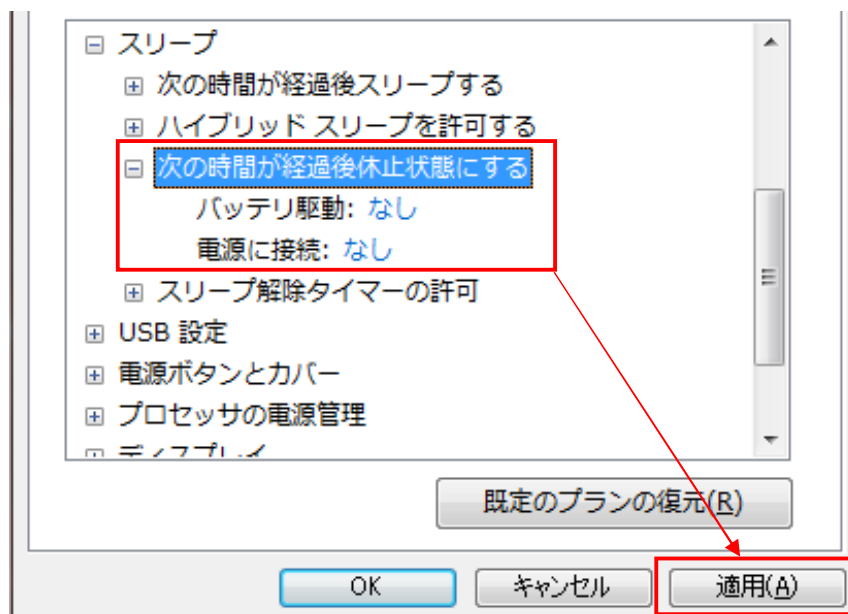 スリープ
次の時間が経過後スリープする
ハイブリッド スリープを許可する
次の時間が経過後休止状態にする
バッテリ駆動: なし
電源に接続: なし
スリープ解除タイマーの許可
USB 設定
電源ボタンとカバー
プロセッサの電源管理
ディスプレイ
既定のプランの復元(R)
OK
キャンセル
適用(A)